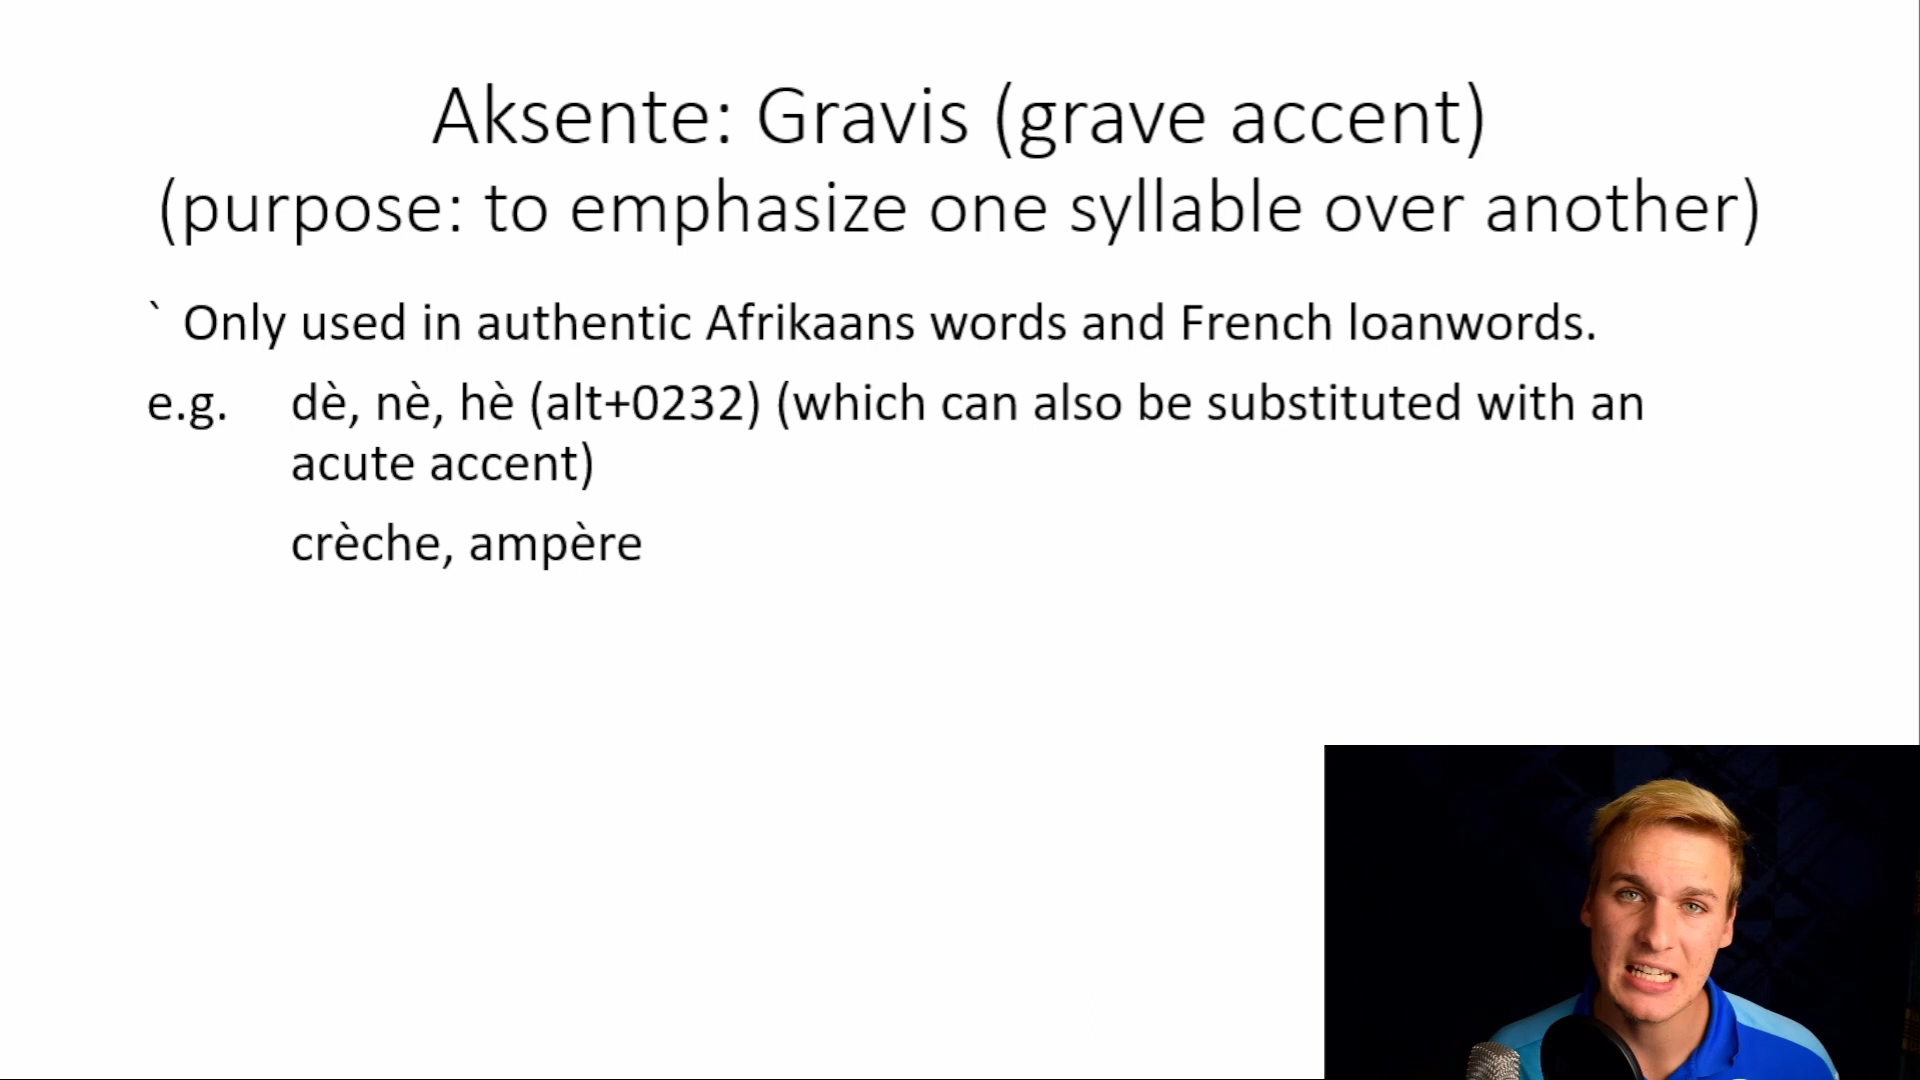 Aksente: Gravis (grave accent)
(purpose: to emphasize one syllable over another)
` Only used in authentic Afrikaans words and French loanwords.
e.g. dè, nè, hè (alt+0232) (which can also be substituted with an
acute accent)
crèche, ampère